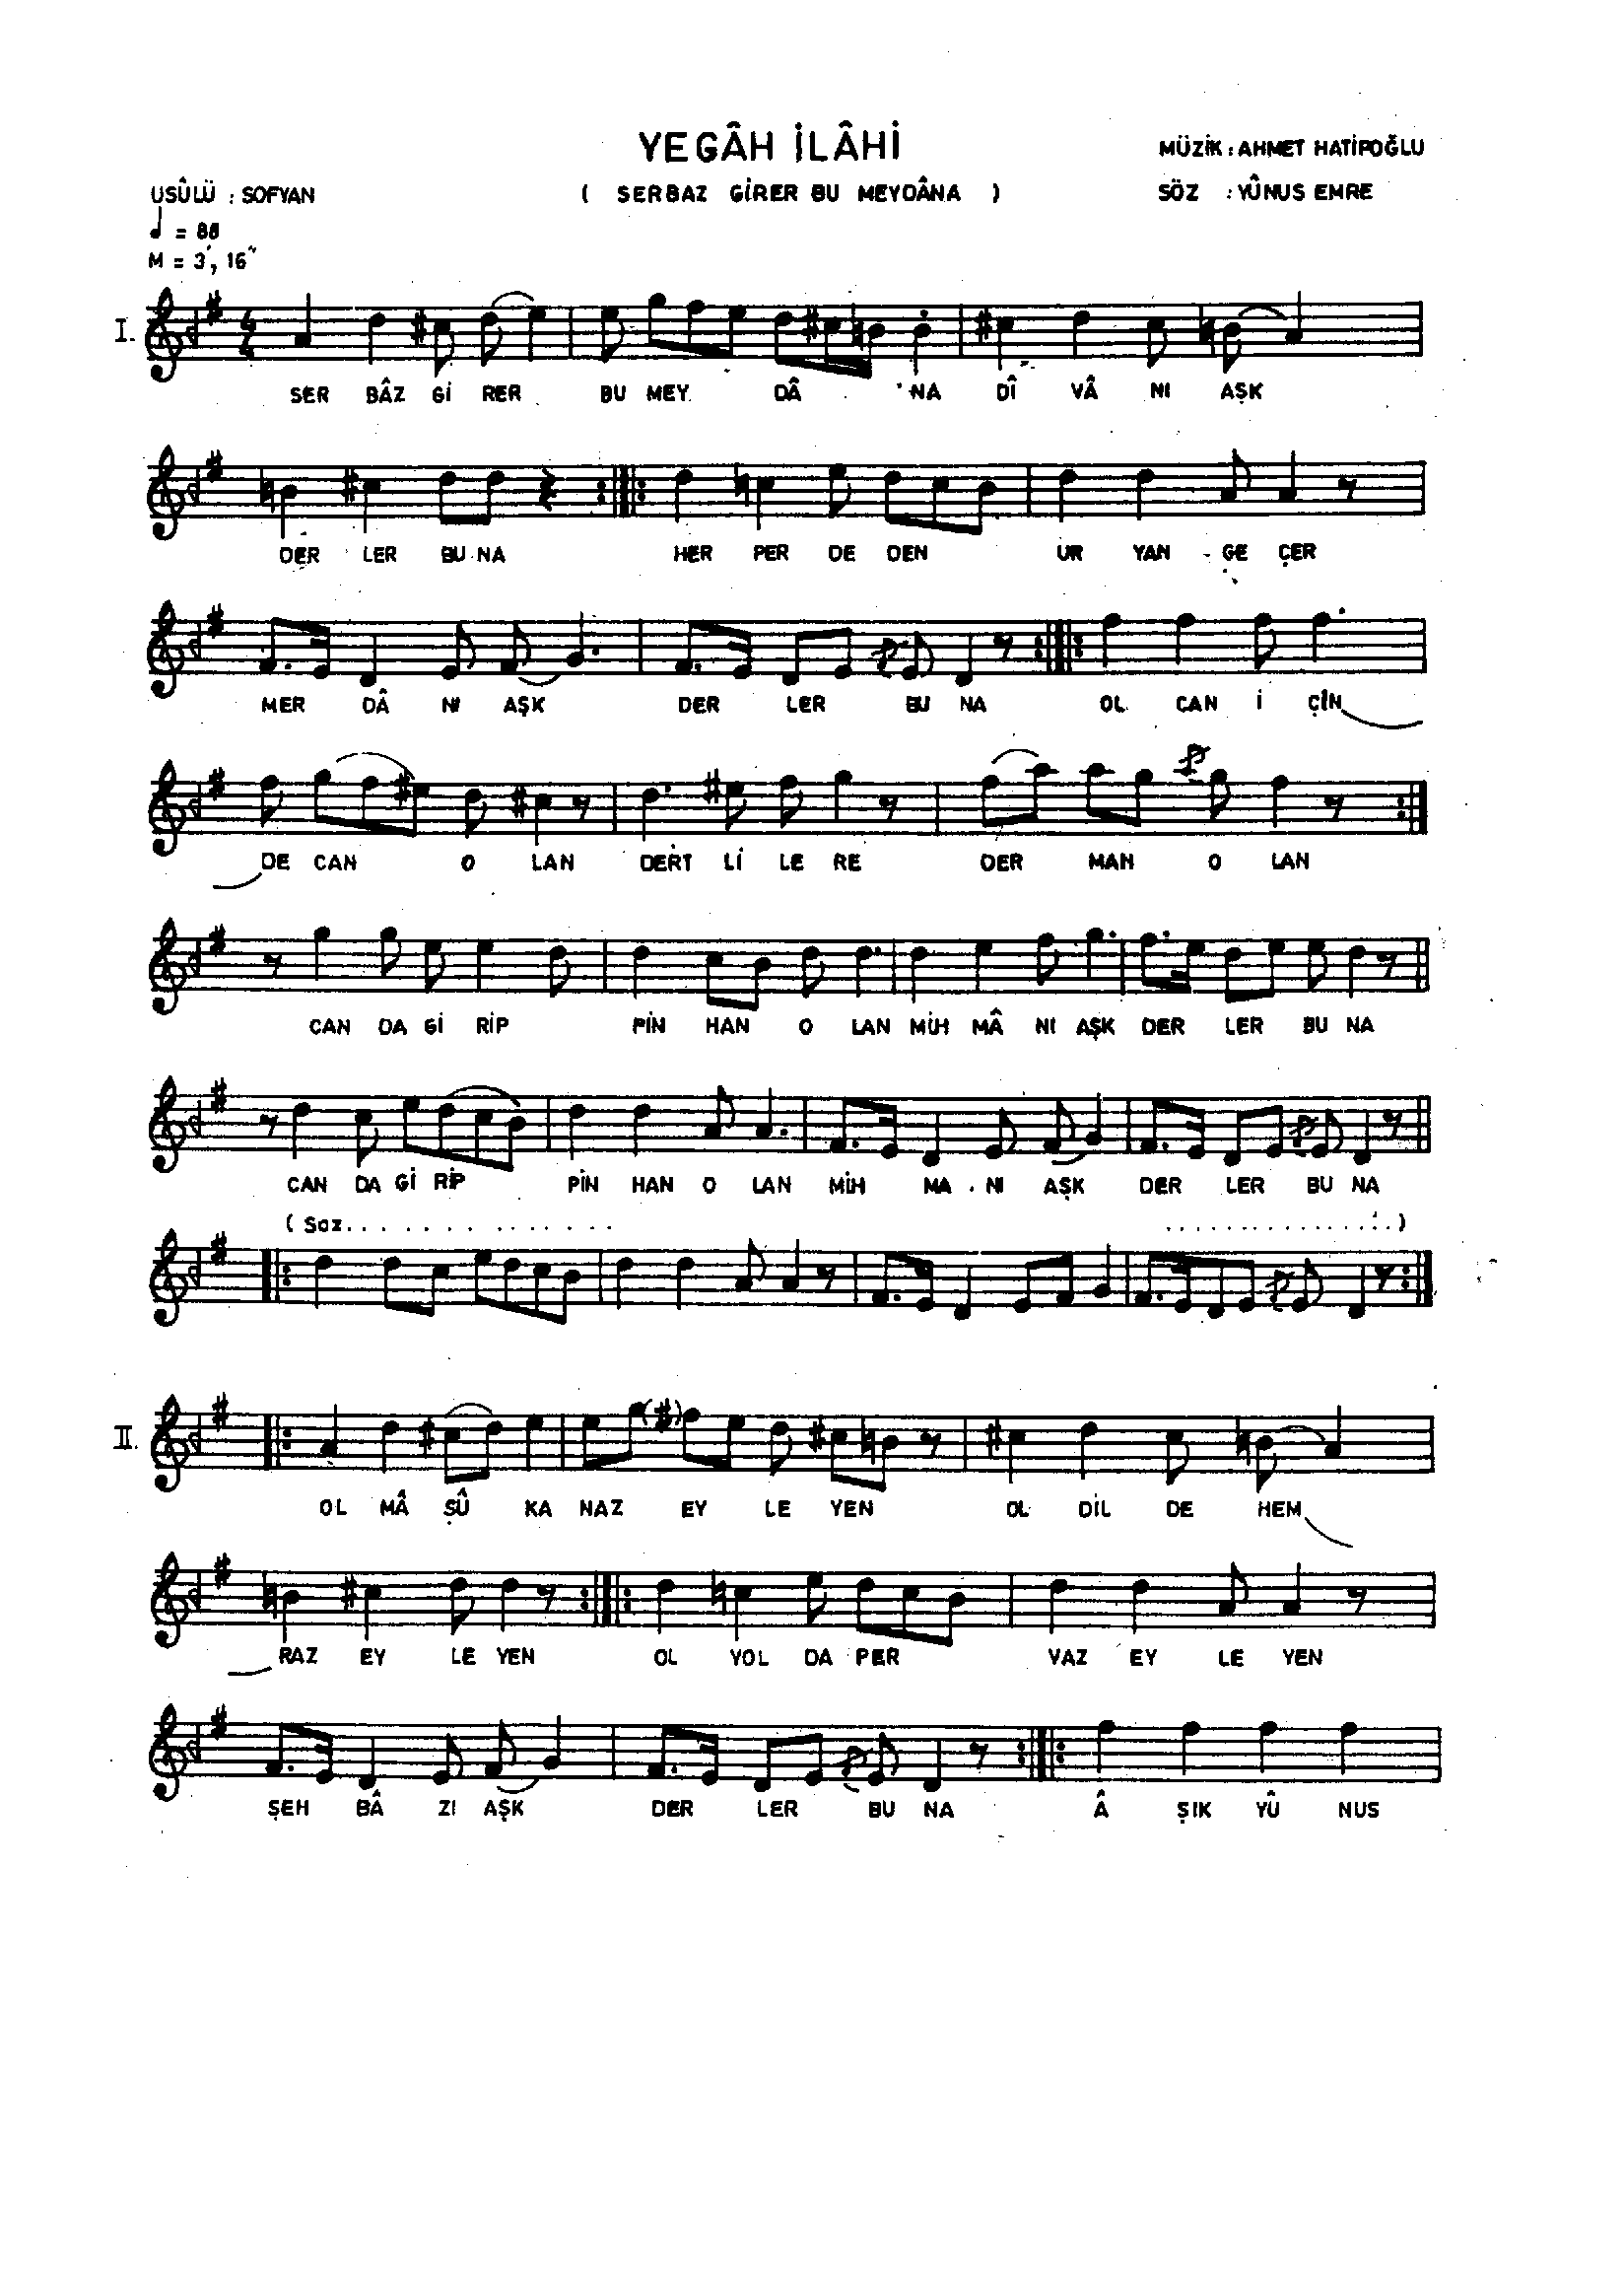 YEGÂH İLÂHİ
MÜZİK : AHMET HATİPOĞLU
USÛLÜ : SOFYAN
( SERBAZ GİRER BU MEYDÂNA )
SÖZ : YÛNUS EMRE
= 88
M = 3', 16"
I.
4/4
SER BÂZ Gİ RER BU MEY DÂ NA DÎ VÂ NI AŞK
DER LER BU NA HER PER DE DEN UR YAN GE ÇER
MER DÂ NI AŞK DER LER BU NA OL CAN İ ÇİN
DE CAN O LAN DERT Lİ LE RE DER MAN O LAN
CAN DA Gİ RİP PİN HAN O LAN MİH MÂ NI AŞK DER LER BU NA
CAN DA Gİ RİP PİN HAN O LAN MİH MA NI AŞK DER LER BU NA
( Saz. . . . . . . . . . . . . . . . . . . . . . . . . . . . )
II.
OL MÂ ŞÛ KA NAZ EY LE YEN OL DİL DE HEM
RAZ EY LE YEN OL YOL DA PER VAZ EY LE YEN
ŞEH BÂ ZI AŞK DER LER BU NA Â ŞIK YÛ NUS